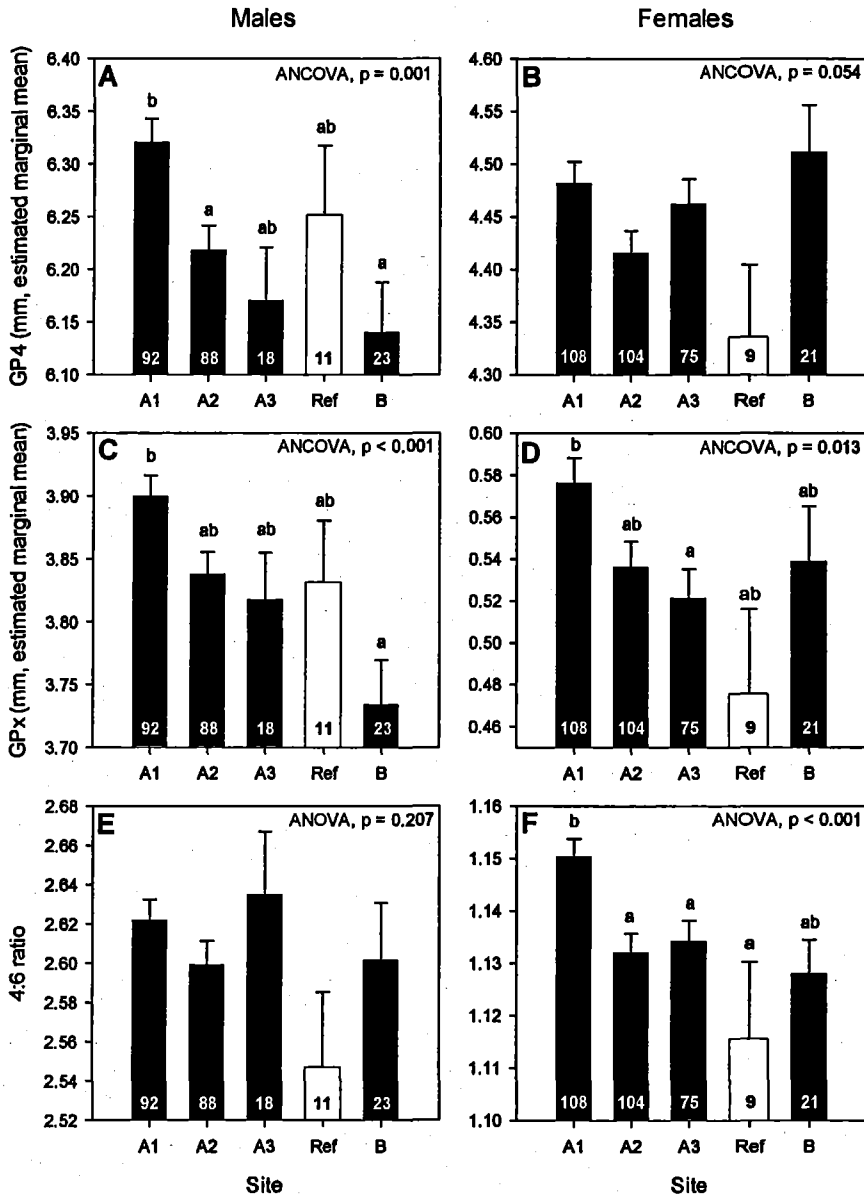 Males
Females
GP4 (mm, estimated marginal mean)
A
ANCOVA, p = 0.001
6.40
6.35
6.30
6.25
6.20
6.15
6.10
b
a
ab
ab
a
92
88
18
11
23
A1
A2
A3
Ref
B
B
ANCOVA, p = 0.054
4.60
4.55
4.50
4.45
4.40
4.35
4.30
108
104
75
9
21
A1
A2
A3
Ref
B
GPx (mm, estimated marginal mean)
C
ANCOVA, p < 0.001
3.95
3.90
3.85
3.80
3.75
3.70
b
ab
ab
ab
a
92
88
18
11
23
A1
A2
A3
Ref
B
D
ANCOVA, p = 0.013
0.60
0.58
0.56
0.54
0.52
0.50
0.48
0.46
b
ab
a
ab
ab
108
104
75
9
21
A1
A2
A3
Ref
B
4:6 ratio
E
ANOVA, p = 0.207
2.68
2.66
2.64
2.62
2.60
2.58
2.56
2.54
2.52
92
88
18
11
23
A1
A2
A3
Ref
B
Site
F
ANOVA, p < 0.001
1.16
1.15
1.14
1.13
1.12
1.11
1.10
b
a
a
a
ab
108
104
75
9
21
A1
A2
A3
Ref
B
Site